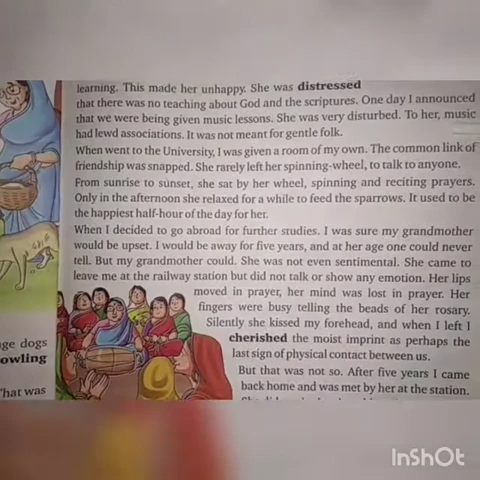 learning. This made her unhappy. She was distressed
that there was no teaching about God and the scriptures. One day I announced
that we were being given music lessons. She was very disturbed. To her, music
had lewd associations. It was not meant for gentle folk.
When went to the University, I was given a room of my own. The common link of
friendship was snapped. She rarely left her spinning-wheel, to talk to anyone.
From sunrise to sunset, she sat by her wheel, spinning and reciting prayers.
Only in the afternoon she relaxed for a while to feed the sparrows. It used to be
the happiest half-hour of the day for her.
When I decided to go abroad for further studies. I was sure my grandmother
would be upset. I would be away for five years, and at her age one could never
tell. But my grandmother could. She was not even sentimental. She came to
leave me at the railway station but did not talk or show any emotion. Her lips
moved in prayer, her mind was lost in prayer. Her
fingers were busy telling the beads of her rosary.
Silently she kissed my forehead, and when I left I
cherished the moist imprint as perhaps the
last sign of physical contact between us.
But that was not so. After five years I came
back home and was met by her at the station.
dogs
was
InShOt